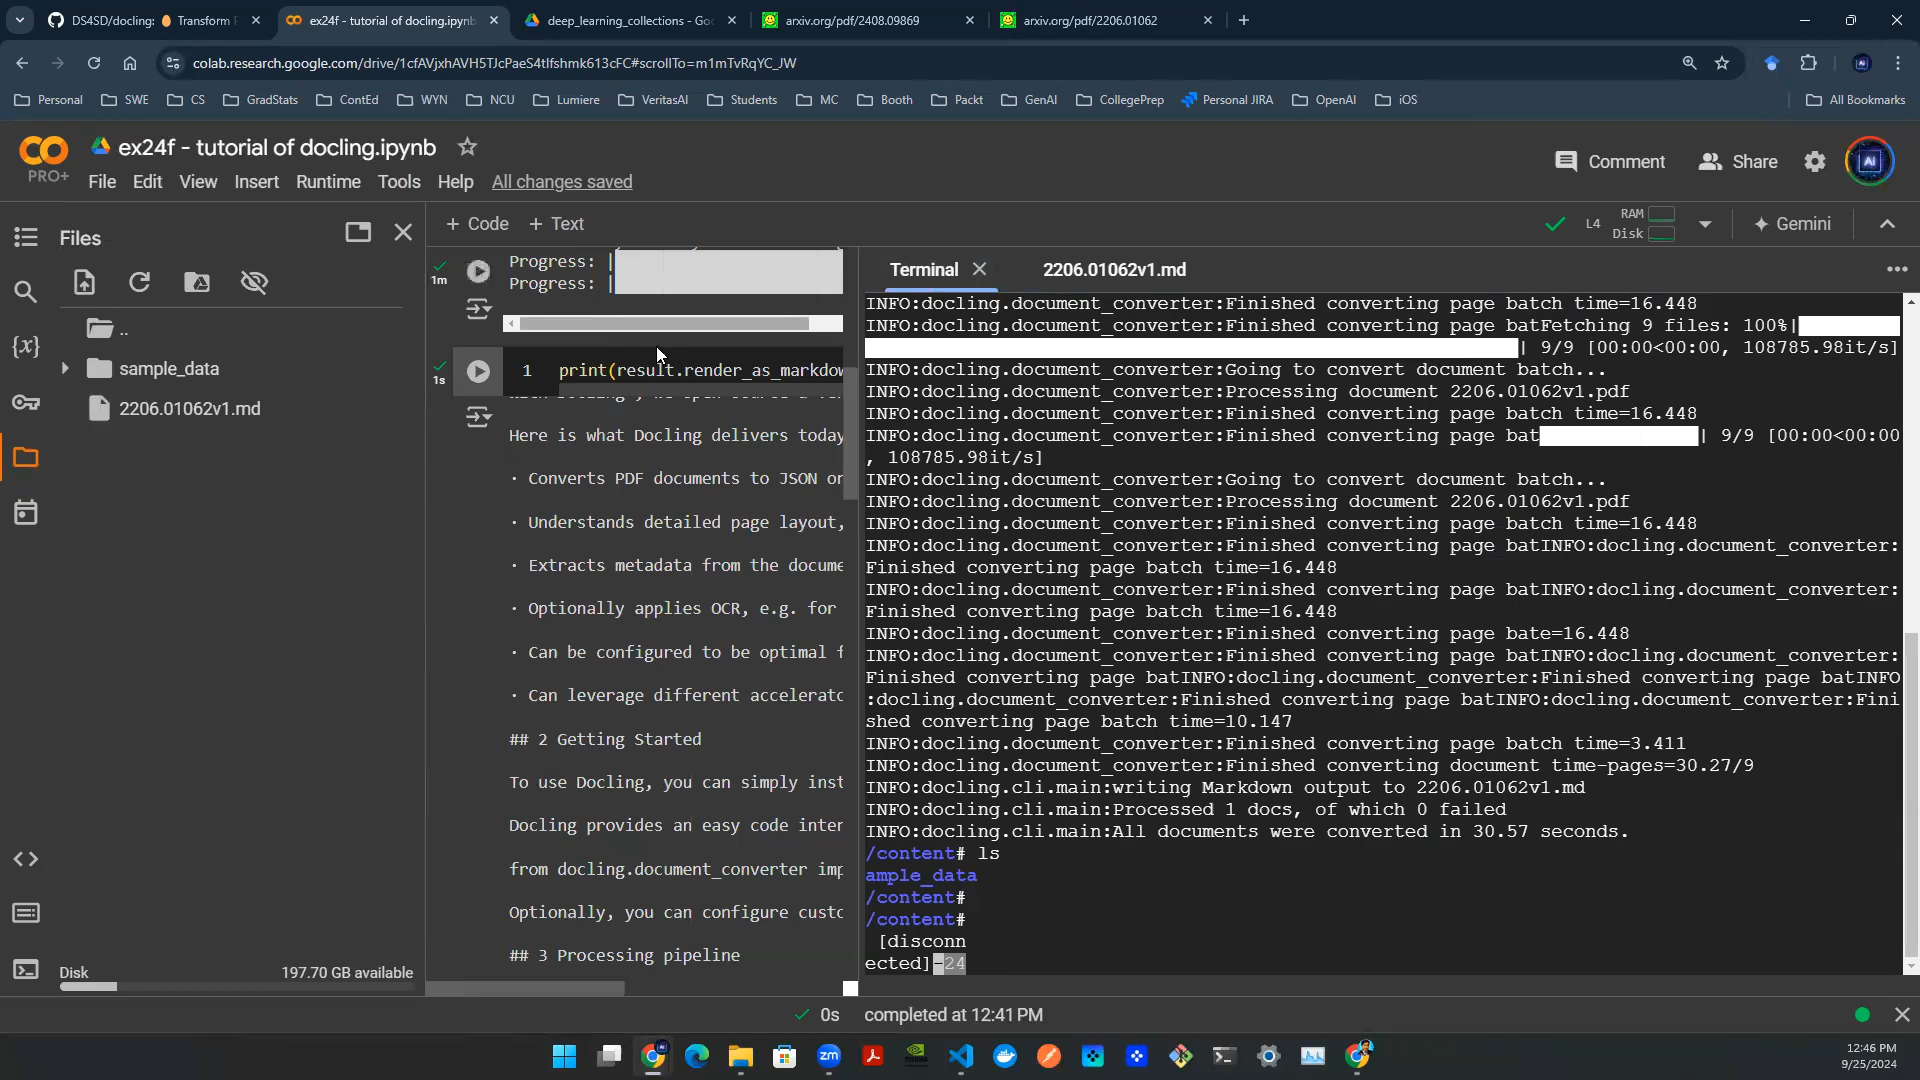 DS4SD/docling: Transform
ex24f - tutorial of docling.ipynb
deep_learning_collections - Goo
arxiv.org/pdf/2408.09869
arxiv.org/pdf/2206.01062
colab.research.google.com/drive/1cfAVjxhAVH5TJcPaeS4tIfshmk613cFC#scrollTo=m1mTvRqYC_JW
Personal
SWE
CS
GradStats
ContEd
WYN
NCU
Lumiere
VeritasAI
Students
MC
Booth
Packt
GenAI
CollegePrep
Personal JIRA
OpenAI
iOS
All Bookmarks
PRO+
ex24f - tutorial of docling.ipynb
File Edit View Insert Runtime Tools Help All changes saved
Comment
Share
Ai
Files
..
sample_data
2206.01062v1.md
Disk
197.70 GB available
+ Code + Text
L4
RAM
Disk
Gemini
1m
Progress: |
Progress: |
1s
1 print(result.render_as_markdow
Here is what Docling delivers today
· Converts PDF documents to JSON or
· Understands detailed page layout,
· Extracts metadata from the docume
· Optionally applies OCR, e.g. for
· Can be configured to be optimal f
· Can leverage different accelerato
## 2 Getting Started
To use Docling, you can simply inst
Docling provides an easy code inter
from docling.document_converter imp
Optionally, you can configure custo
## 3 Processing pipeline
Terminal
2206.01062v1.md
INFO:docling.document_converter:Finished converting page batch time=16.448
INFO:docling.document_converter:Finished converting page batFetching 9 files: 100%|
| 9/9 [00:00<00:00, 108785.98it/s]
INFO:docling.document_converter:Going to convert document batch...
INFO:docling.document_converter:Processing document 2206.01062v1.pdf
INFO:docling.document_converter:Finished converting page batch time=16.448
INFO:docling.document_converter:Finished converting page bat| 9/9 [00:00<00:00
, 108785.98it/s]
INFO:docling.document_converter:Going to convert document batch...
INFO:docling.document_converter:Processing document 2206.01062v1.pdf
INFO:docling.document_converter:Finished converting page batch time=16.448
INFO:docling.document_converter:Finished converting page batINFO:docling.document_converter:
Finished converting page batch time=16.448
INFO:docling.document_converter:Finished converting page batINFO:docling.document_converter:
Finished converting page batch time=16.448
INFO:docling.document_converter:Finished converting page bate=16.448
INFO:docling.document_converter:Finished converting page batINFO:docling.document_converter:
Finished converting page batINFO:docling.document_converter:Finished converting page batINFO
:docling.document_converter:Finished converting page batINFO:docling.document_converter:Fini
shed converting page batch time=10.147
INFO:docling.document_converter:Finished converting page batch time=3.411
INFO:docling.document_converter:Finished converting document time-pages=30.27/9
INFO:docling.cli.main:writing Markdown output to 2206.01062v1.md
INFO:docling.cli.main:Processed 1 docs, of which 0 failed
INFO:docling.cli.main:All documents were converted in 30.57 seconds.
/content# ls
ample_data
/content#
/content#
[disconn
ected]-24
0s completed at 12:41 PM
zm
12:46 PM
9/25/2024